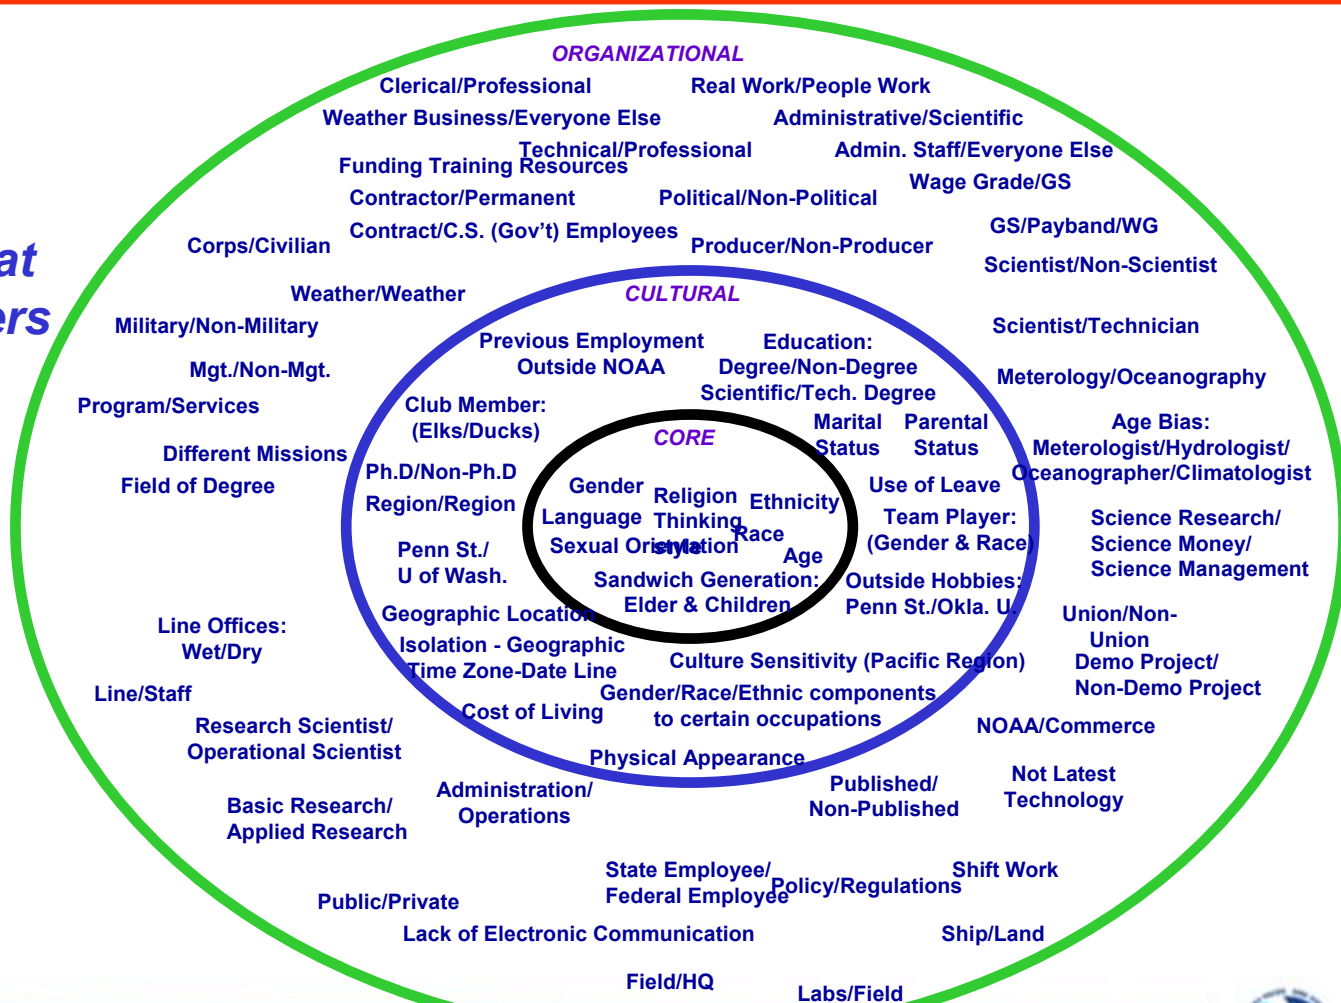 ORGANIZATIONAL
Clerical/Professional
Real Work/People Work
Weather Business/Everyone Else
Administrative/Scientific
Technical/Professional
Admin. Staff/Everyone Else
Funding Training Resources
Wage Grade/GS
Contractor/Permanent
Political/Non-Political
GS/Payband/WG
Contract/C.S. (Gov't) Employees
Corps/Civilian
Producer/Non-Producer
Scientist/Non-Scientist
Weather/Weather
CULTURAL
Military/Non-Military
Scientist/Technician
Previous Employment
Outside NOAA
Education:
Degree/Non-Degree
Scientific/Tech. Degree
Mgt./Non-Mgt.
Meterology/Oceanography
Program/Services
Club Member:
(Elks/Ducks)
Marital
Status
Parental
Status
Age Bias:
Meterologist/Hydrologist/
Oceanographer/Climatologist
CORE
Different Missions
Ph.D/Non-Ph.D
Field of Degree
Region/Region
Gender
Religion
Ethnicity
Use of Leave
Language
Thinking
style
Race
Team Player:
(Gender & Race)
Science Research/
Science Money/
Science Management
Sexual Orientation
Age
Penn St./
U of Wash.
Sandwich Generation:
Elder & Children
Outside Hobbies:
Penn St./Okla. U.
Geographic Location
Union/Non-
Union
Line Offices:
Wet/Dry
Isolation - Geographic
Time Zone-Date Line
Culture Sensitivity (Pacific Region)
Demo Project/
Non-Demo Project
Line/Staff
Gender/Race/Ethnic components
to certain occupations
Cost of Living
Research Scientist/
Operational Scientist
NOAA/Commerce
Physical Appearance
Administration/
Operations
Published/
Non-Published
Not Latest
Technology
Basic Research/
Applied Research
State Employee/
Federal Employee
Policy/Regulations
Shift Work
Public/Private
Lack of Electronic Communication
Ship/Land
Field/HQ
Labs/Field